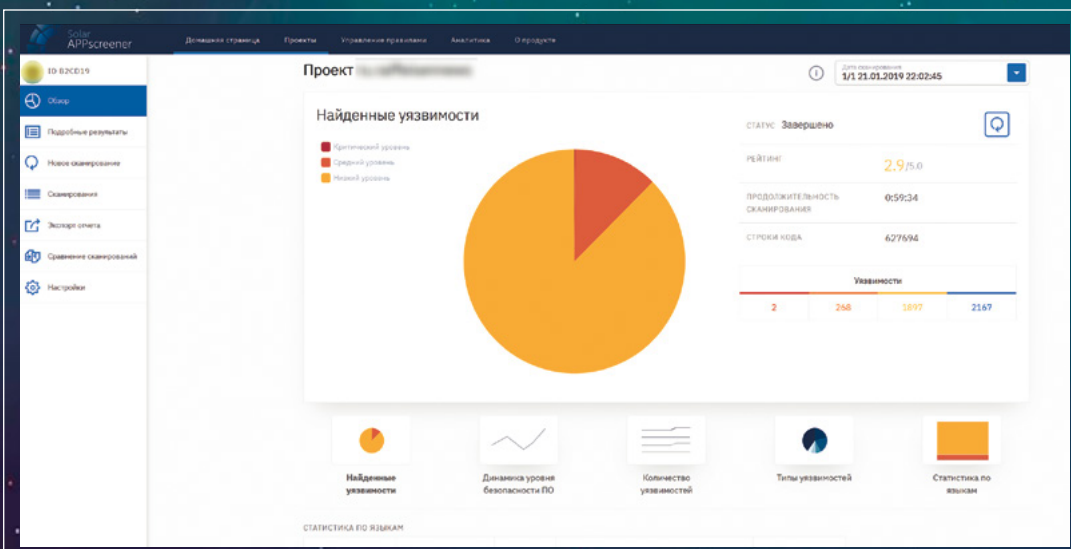 Solar
APPscreener
Домашняя страница Проекты Управление правилами Аналитика О продукте
ID 82CD19
Обзор
Подробные результаты
Новое сканирование
Сканирования
Экспорт отчета
Сравнение сканирований
Настройки
Проект
Дата сканирования
1/1 21.01.2019 22:02:45
Найденные уязвимости
Критический уровень
Средний уровень
Низкий уровень
СТАТУС Завершено
РЕЙТИНГ 2.9/5.0
ПРОДОЛЖИТЕЛЬНОСТЬ
СКАНИРОВАНИЯ 0:59:34
СТРОКИ КОДА 627694
Уязвимости
2 268 1897 2167
Найденные
уязвимости
Динамика уровня
безопасности ПО
Количество
уязвимостей
Типы уязвимостей
Статистика по
языкам
СТАТИСТИКА ПО ЯЗЫКАМ